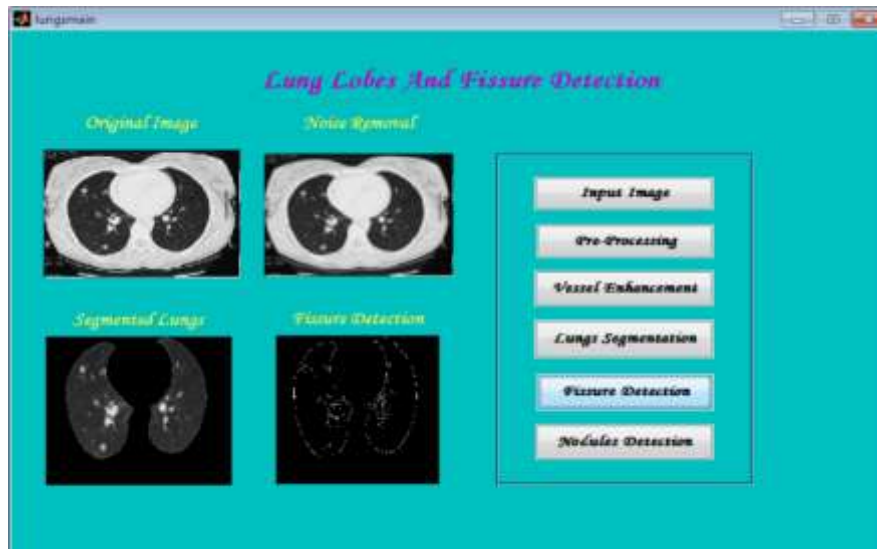 lungsmain
Lung Lobes And Fissure Detection
Original Image
Noise Removal
Segmented Lungs
Fissure Detection
Input Image
Pre-Processing
Vessel Enhancement
Lungs Segmentation
Fissure Detection
Nodules Detection